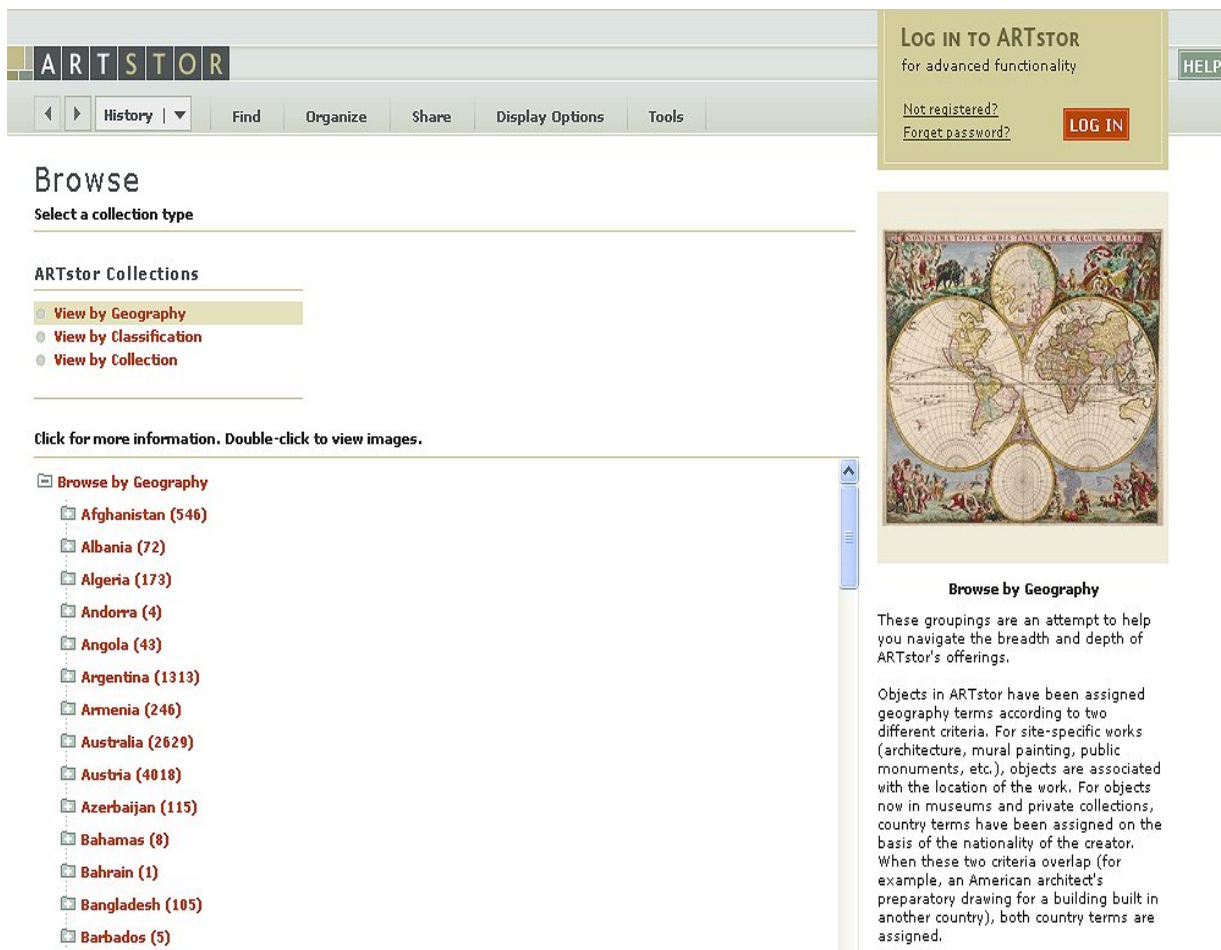 ARTSTOR
History
Find
Organize
Share
Display Options
Tools
LOG IN TO ARTSTOR
for advanced functionality
Not registered?
Forget password?
LOG IN
HELP
Browse
Select a collection type
ARTstor Collections
View by Geography
View by Classification
View by Collection
Click for more information. Double-click to view images.
Browse by Geography
Afghanistan (546)
Albania (72)
Algeria (173)
Andorra (4)
Angola (43)
Argentina (1313)
Armenia (246)
Australia (2629)
Austria (4018)
Azerbaijan (115)
Bahamas (8)
Bahrain (1)
Bangladesh (105)
Barbados (5)
NOVISSIMA TOTIUS ORBIS TABULA PER CAROLUM ALLARD
Browse by Geography
These groupings are an attempt to help
you navigate the breadth and depth of
ARTstor's offerings.
Objects in ARTstor have been assigned
geography terms according to two
different criteria. For site-specific works
(architecture, mural painting, public
monuments, etc.), objects are associated
with the location of the work. For objects
now in museums and private collections,
country terms have been assigned on the
basis of the nationality of the creator.
When these two criteria overlap (for
example, an American architect's
preparatory drawing for a building built in
another country), both country terms are
assigned.